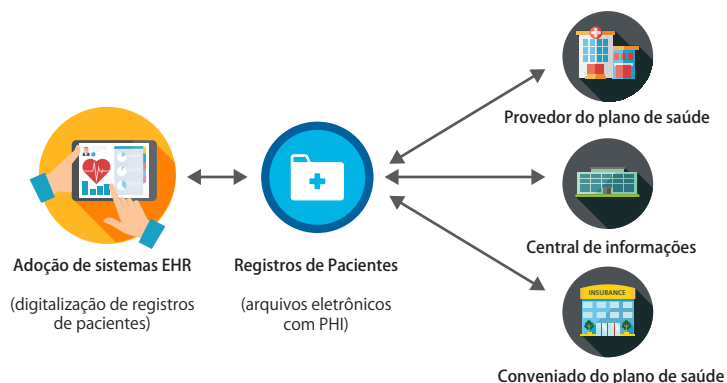 Provedor do plano de saúde
Adoção de sistemas EHR
(digitalização de registros
de pacientes)
Registros de Pacientes
(arquivos eletrônicos
com PHI)
Central de informações
INSURANCE
Conveniado do plano de saúde